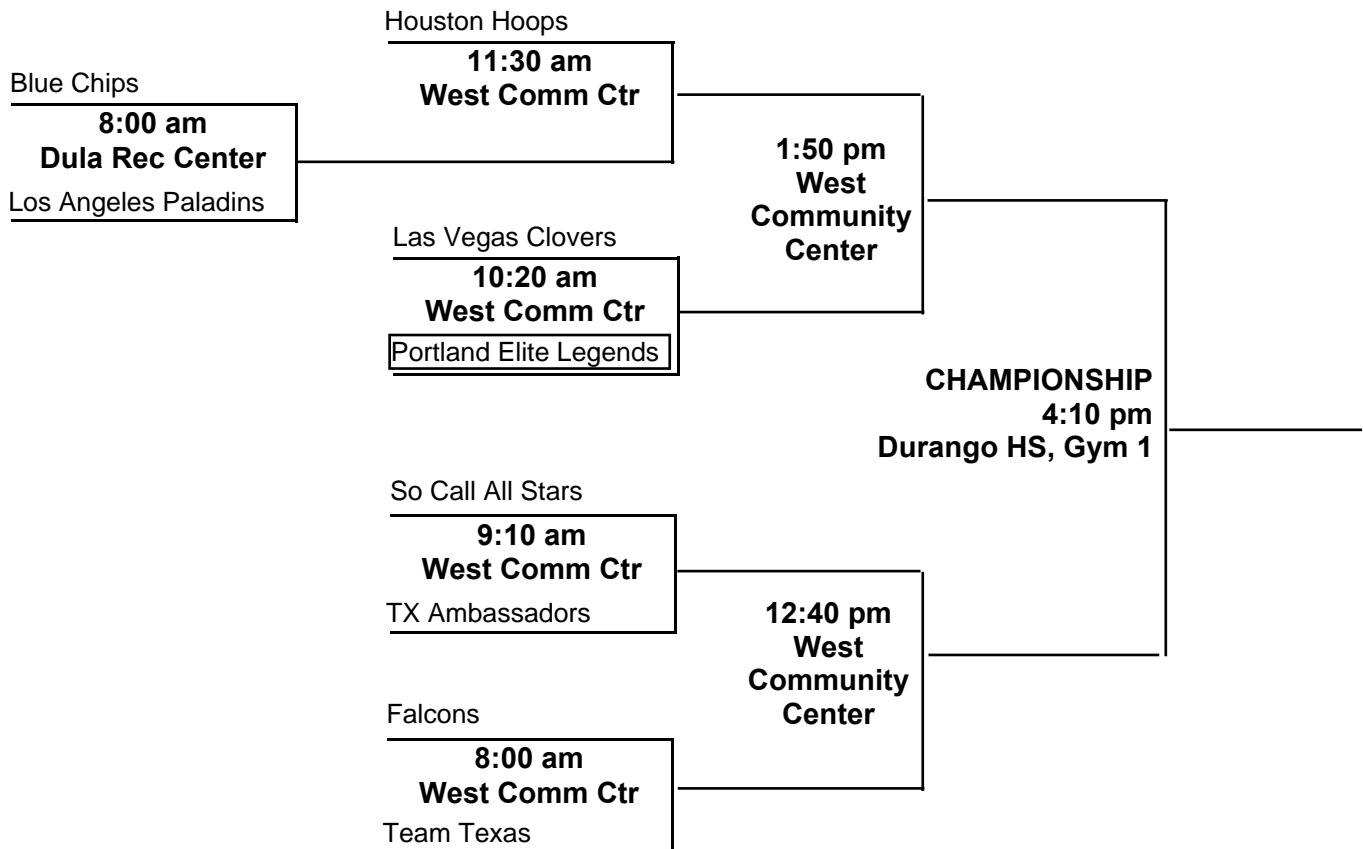 Houston Hoops
11:30 am
West Comm Ctr
Blue Chips
8:00 am
Dula Rec Center
Los Angeles Paladins
1:50 pm
West
Community
Center
Las Vegas Clovers
10:20 am
West Comm Ctr
Portland Elite Legends
CHAMPIONSHIP
4:10 pm
Durango HS, Gym 1
So Call All Stars
9:10 am
West Comm Ctr
TX Ambassadors
12:40 pm
West
Community
Center
Falcons
8:00 am
West Comm Ctr
Team Texas